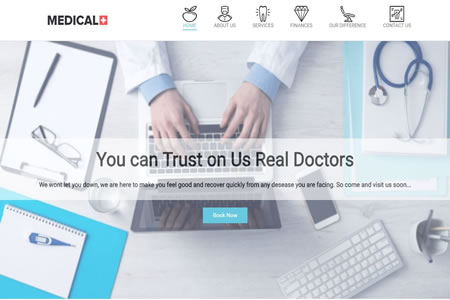 MEDICAL
HOME
ABOUT US
SERVICES
FINANCES
OUR DIFFERENCE
CONTACT US
You can Trust on Us Real Doctors
We wont let you down, we are here to make you feel good and recover quickly from any desease you are facing. So come and visit us soon...
Book Now